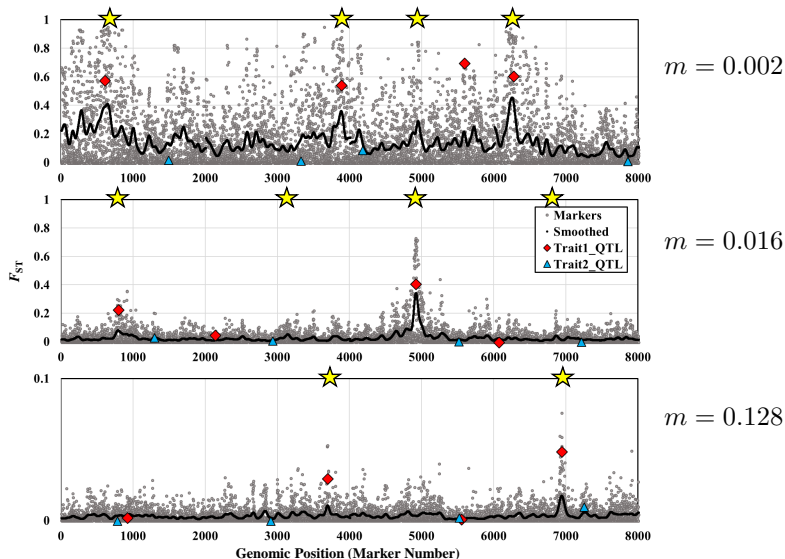 1
0.8
0.6
0.4
0.2
0
0 1000 2000 3000 4000 5000 6000 7000 8000
m = 0.002
1
0.8
0.6
0.4
0.2
0
F_ST
Markers
Smoothed
Trait1_QTL
Trait2_QTL
0 1000 2000 3000 4000 5000 6000 7000 8000
m = 0.016
0.1
0
0 1000 2000 3000 4000 5000 6000 7000 8000
m = 0.128
Genomic Position (Marker Number)